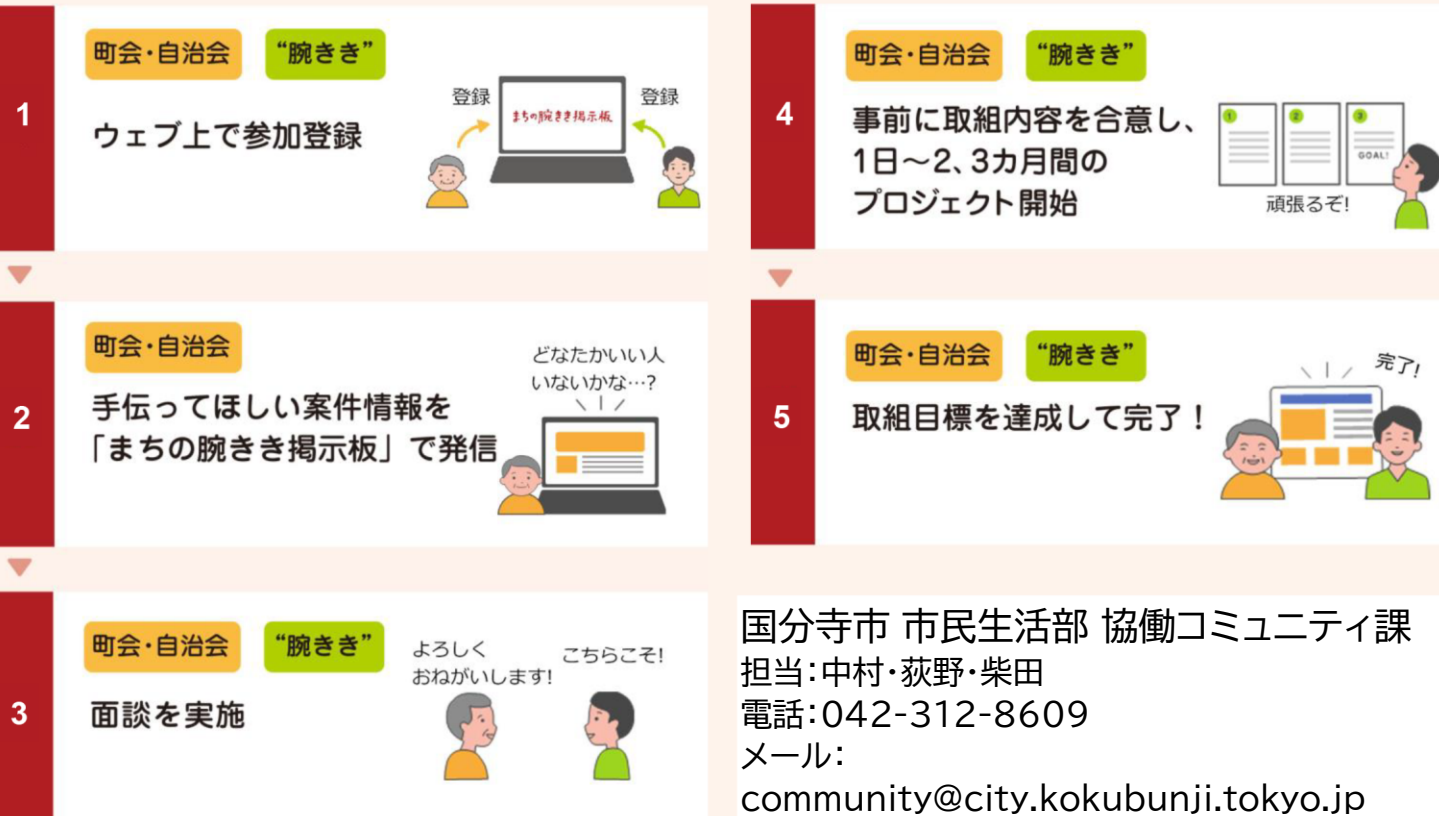 1
町会・自治会 “腕きき”
ウェブ上で参加登録
登録
まちの腕きき掲示板
登録
2
町会・自治会
手伝ってほしい案件情報を
「まちの腕きき掲示板」で発信
どなたかいい人
いないかな…?
3
町会・自治会 “腕きき”
面談を実施
よろしく
おねがいします!
こちらこそ!
4
町会・自治会 “腕きき”
事前に取組内容を合意し、
1日〜2、3カ月間の
プロジェクト開始
1
2
3
GOAL!
頑張るぞ!
5
町会・自治会 “腕きき”
取組目標を達成して完了!
完了!
国分寺市 市民生活部 協働コミュニティ課
担当:中村・荻野・柴田
電話:042-312-8609
メール:
community@city.kokubunji.tokyo.jp